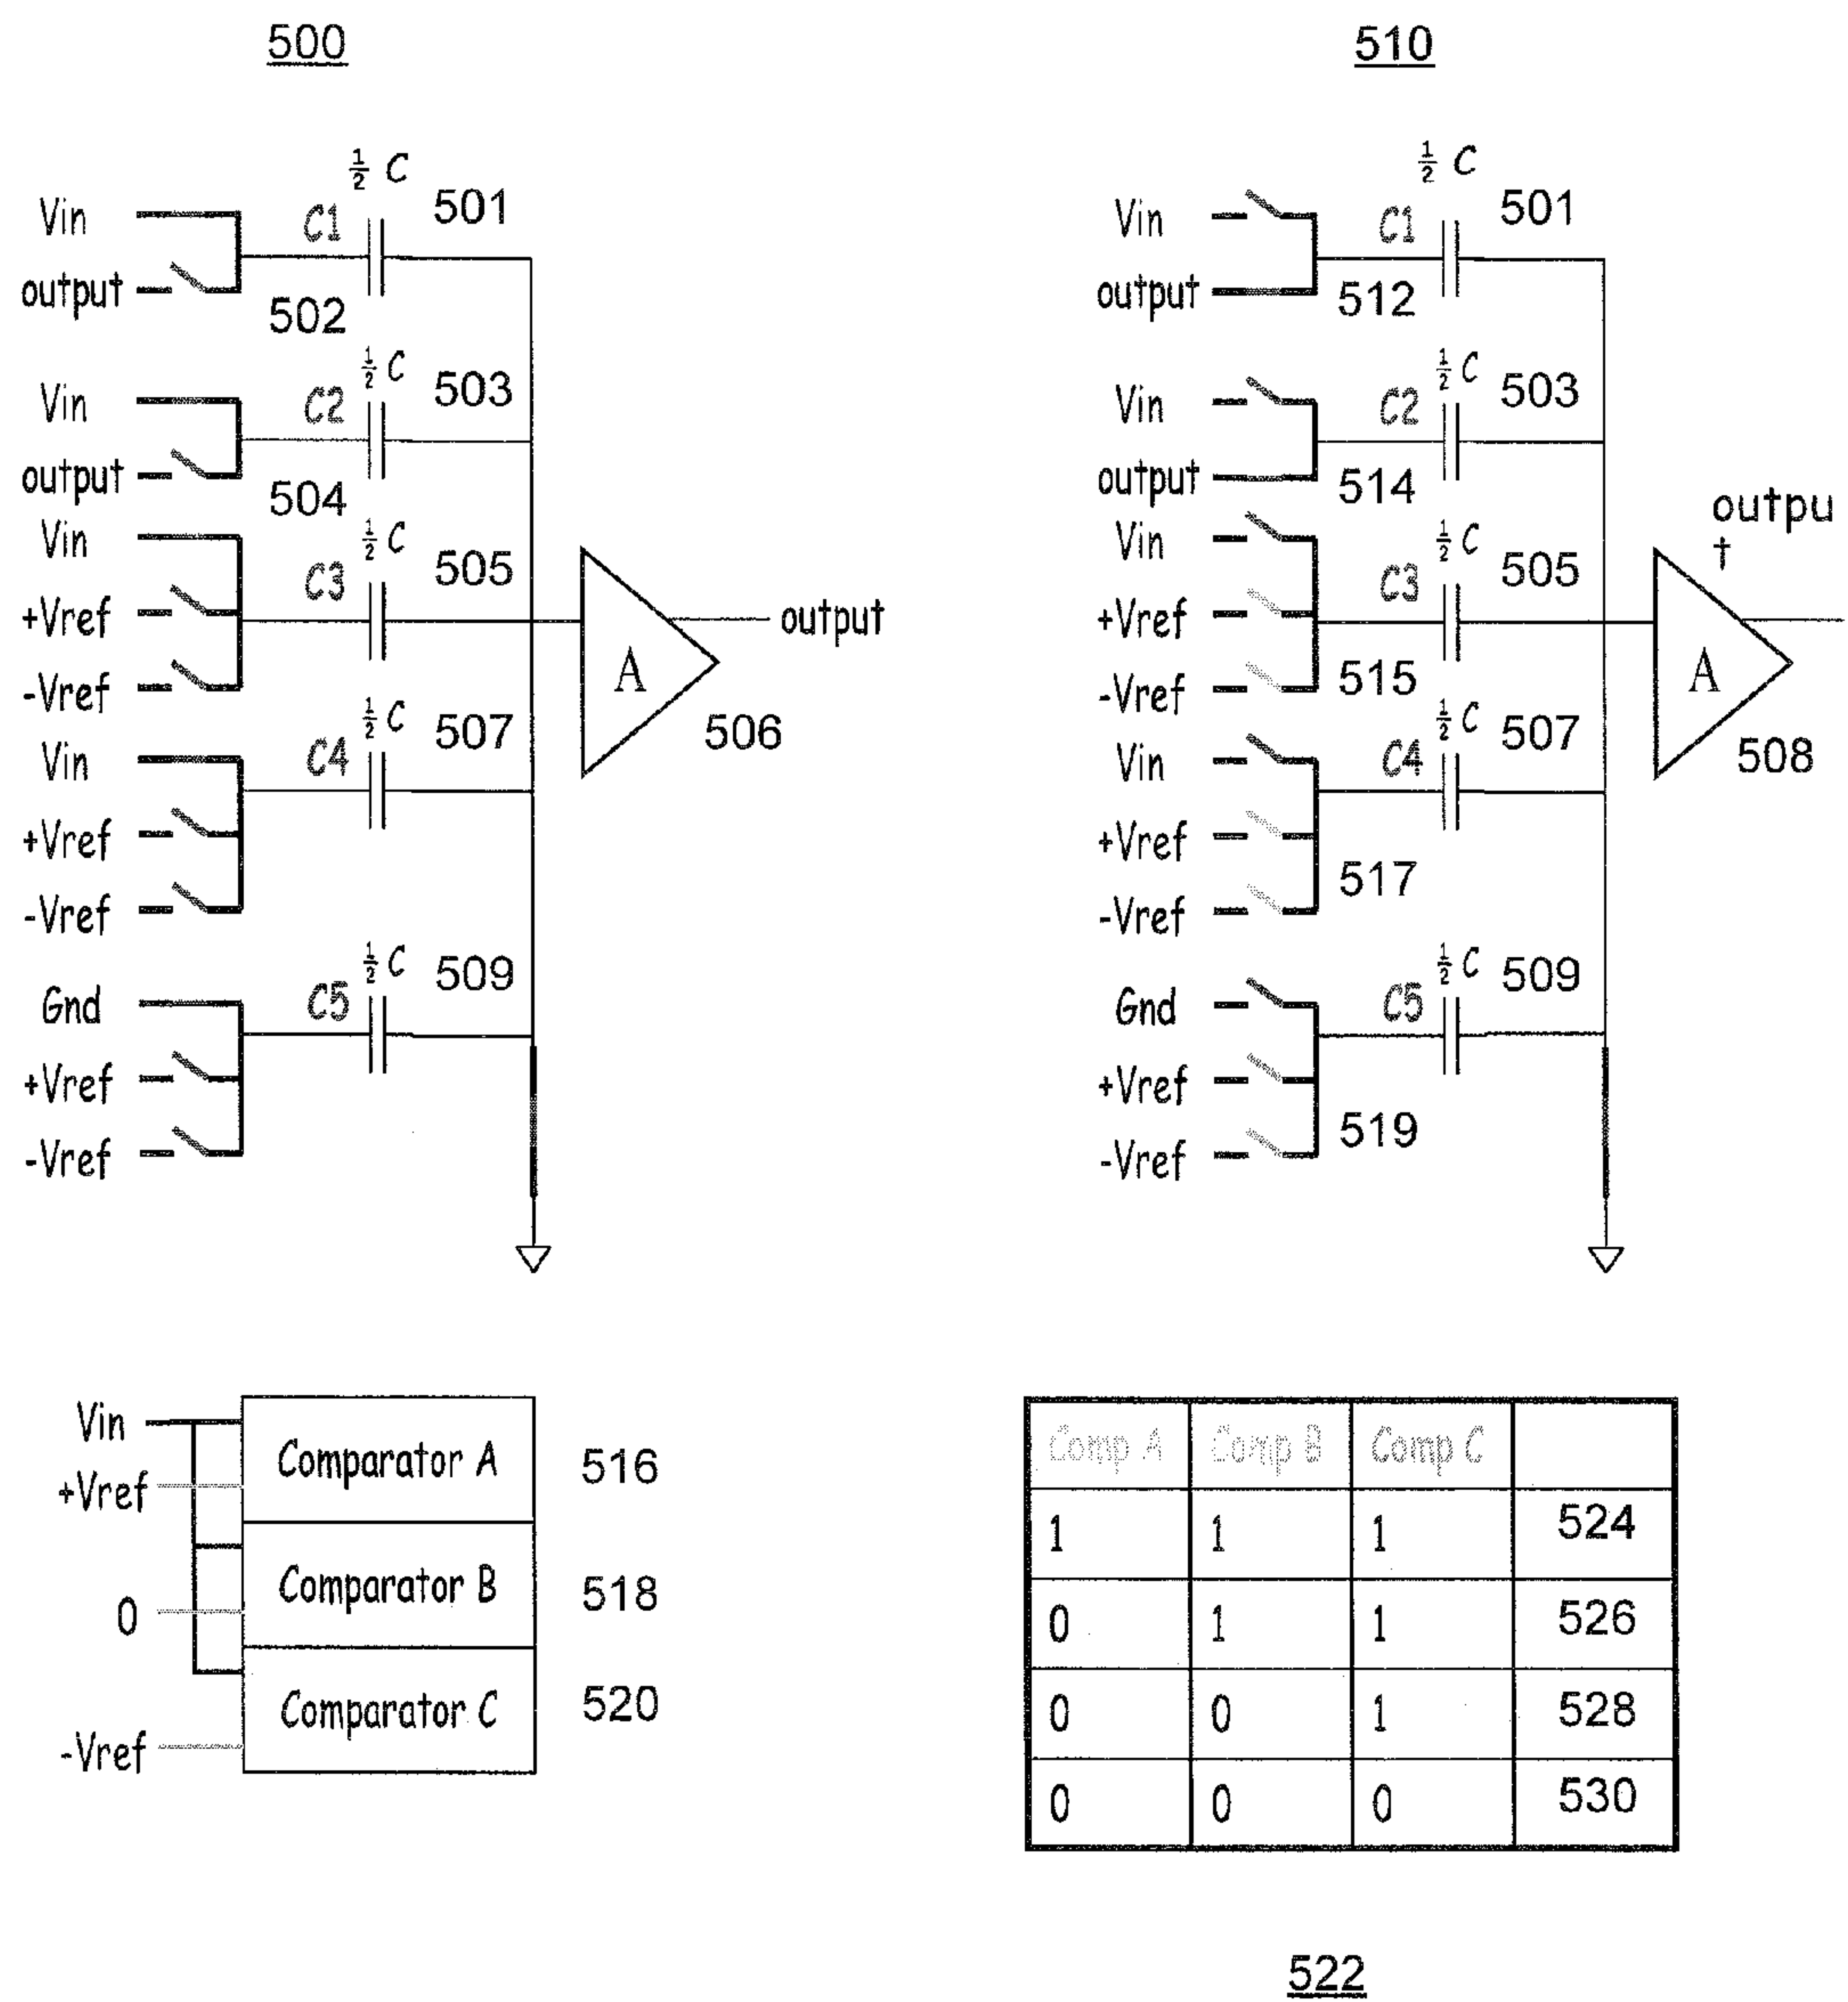 500
½ C
Vin
C1
501
output
502
½ C
Vin
C2
503
output
504
Vin
½ C
C3
505
+Vref
-Vref
output
A
506
½ C
Vin
C4
507
+Vref
-Vref
½ C
Gnd
C5
509
+Vref
-Vref
510
½ C
Vin
C1
501
output
512
½ C
Vin
C2
503
output
514
Vin
½ C
C3
505
+Vref
-Vref
515
outpu
t
A
508
½ C
Vin
C4
507
+Vref
517
-Vref
½ C
Gnd
C5
509
+Vref
519
-Vref
Vin
Comparator A
516
+Vref
Comparator B
518
0
Comparator C
520
-Vref
Comp A Comp B Comp C
1 1 1 524
0 1 1 526
0 0 1 528
0 0 0 530
522